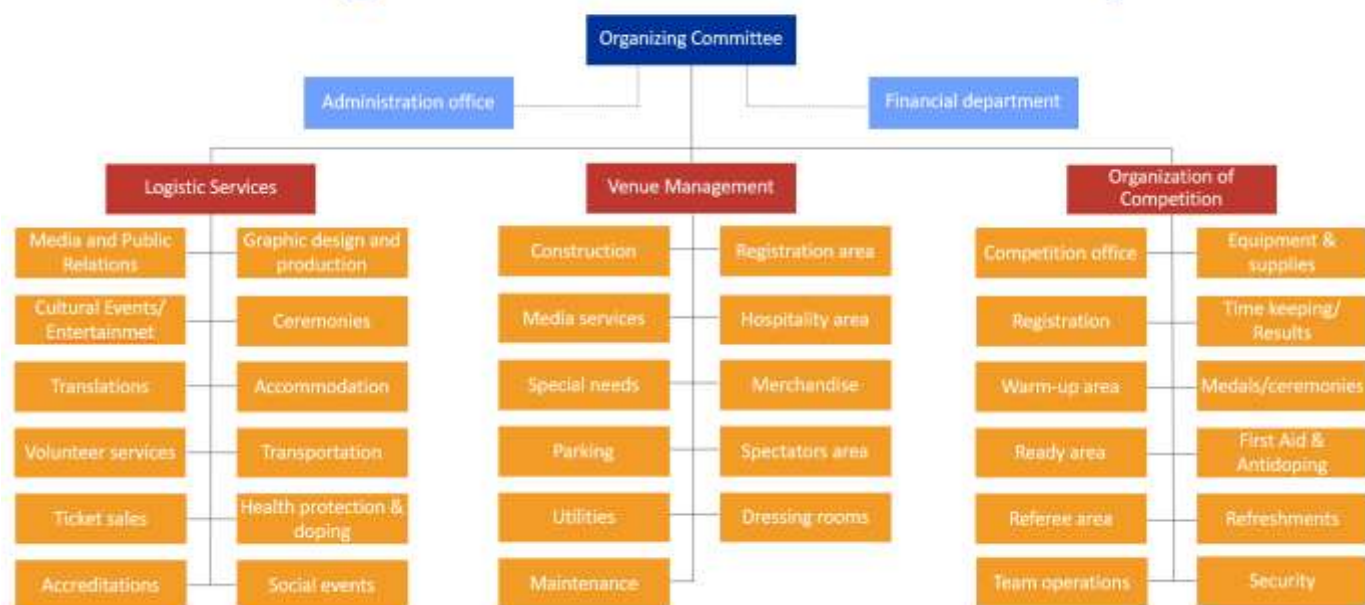 Organizing Committee
Administration office
Financial department
Logistic Services
Media and Public
Relations
Graphic design and
production
Cultural Events/
Entertainmet
Ceremonies
Translations
Accommodation
Volunteer services
Transportation
Ticket sales
Health protection &
doping
Accreditations
Social events
Venue Management
Construction
Registration area
Media services
Hospitality area
Special needs
Merchandise
Parking
Spectators area
Utilities
Dressing rooms
Maintenance
Organization of
Competition
Competition office
Equipment &
supplies
Registration
Time keeping/
Results
Warm-up area
Medals/ceremonies
Ready area
First Aid &
Antidoping
Referee area
Refreshments
Team operations
Security